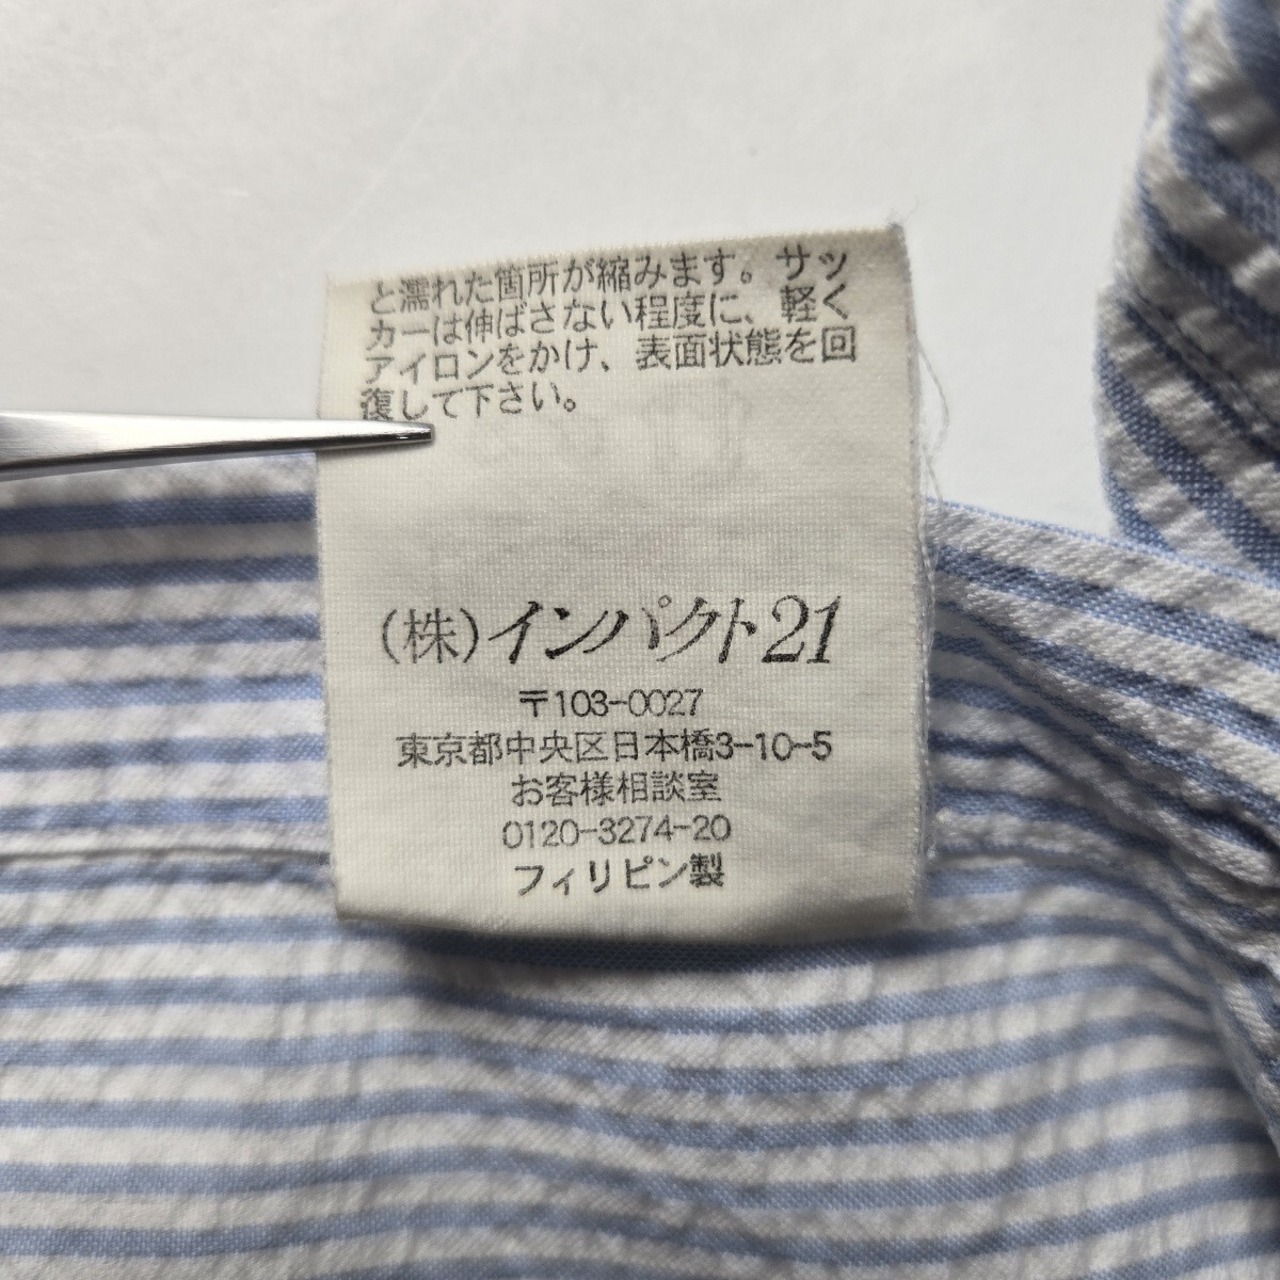 と濡れた箇所が縮みます。サッ
カーは伸ばさない程度に、軽く
アイロンをかけ、表面状態を回
復して下さい。
(株)インパクト21
〒103-0027
東京都中央区日本橋3-10-5
お客様相談室
0120-3274-20
フィリピン製